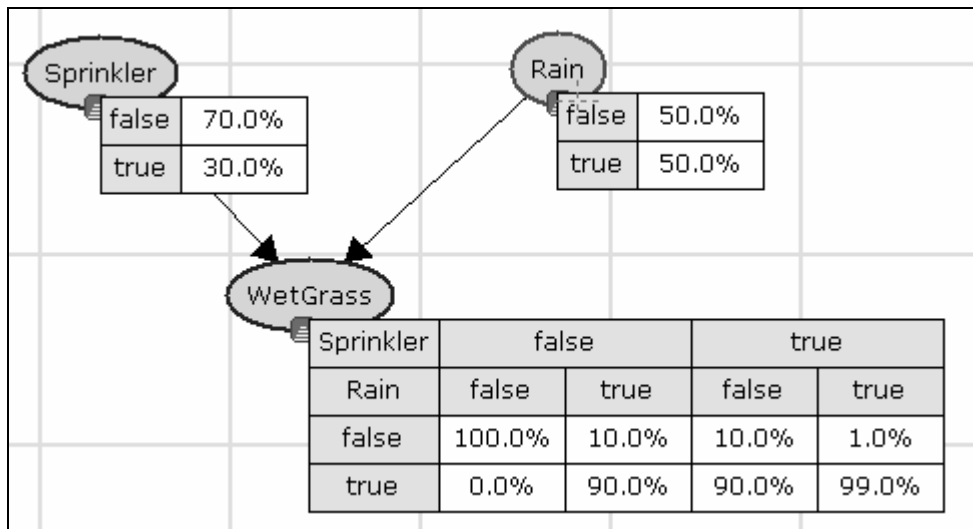 Sprinkler
false 70.0%
true 30.0%
Rain
false 50.0%
true 50.0%
WetGrass
Sprinkler false true
Rain false true false true
false 100.0% 10.0% 10.0% 1.0%
true 0.0% 90.0% 90.0% 99.0%